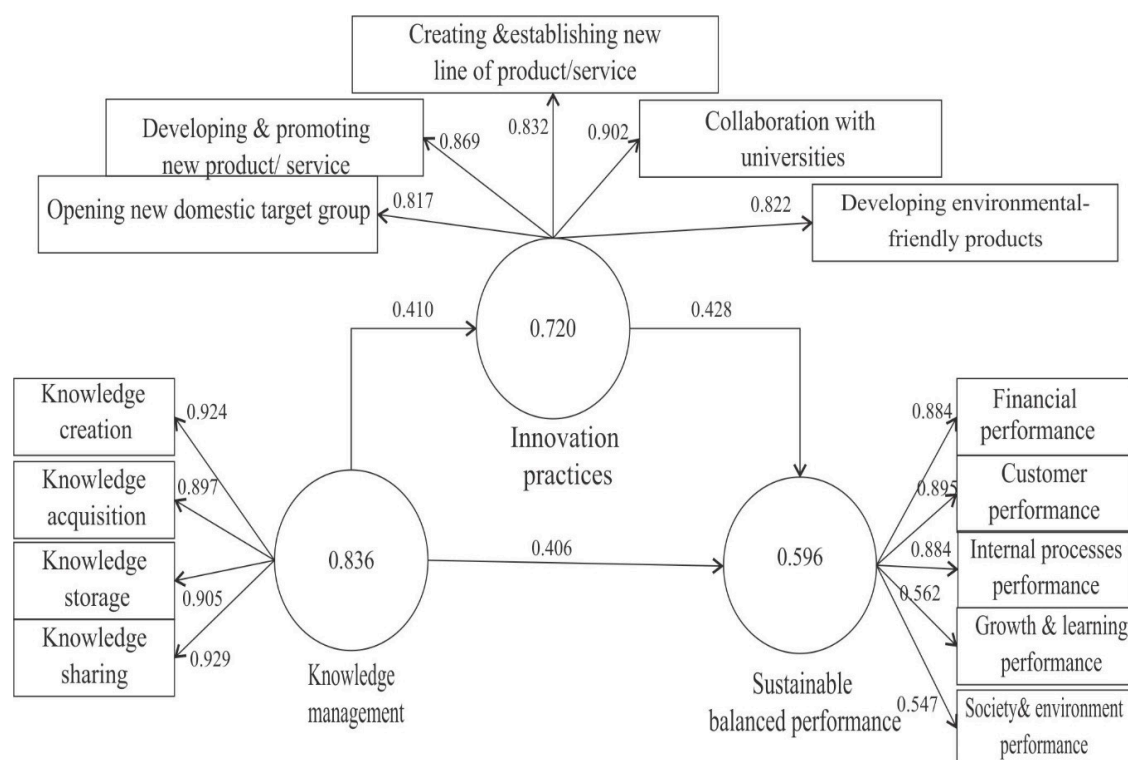 Creating &establishing new
line of product/service
Developing & promoting
new product/ service
0.869
0.832
0.902
Collaboration with
universities
Opening new domestic target group
0.817
0.822
Developing environmental-
friendly products
0.410
0.720
0.428
Innovation
practices
Knowledge
creation
0.924
Knowledge
acquisition
0.897
Knowledge
storage
0.905
Knowledge
sharing
0.929
0.836
Knowledge
management
0.406
0.596
Sustainable
balanced performance
0.884
Financial
performance
0.895
Customer
performance
0.884
Internal processes
performance
0.562
Growth & learning
performance
0.547
Society& environment
performance